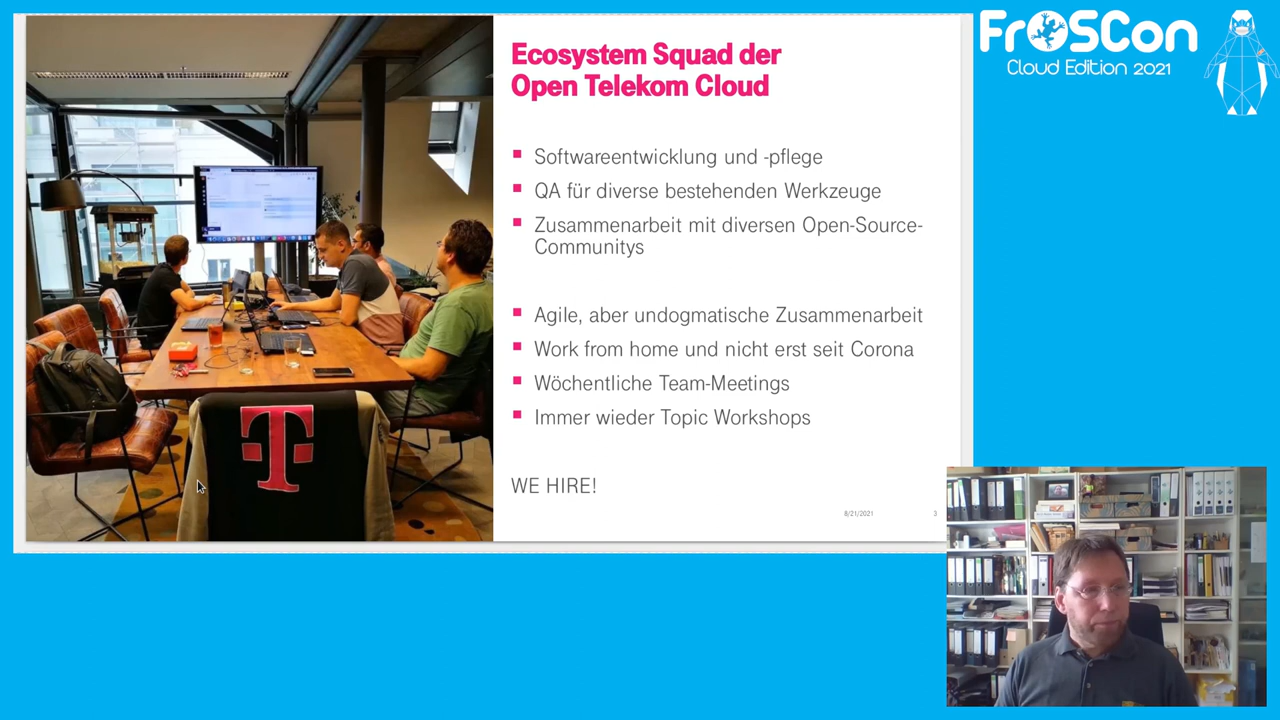 FrOSCon
Cloud Edition 2021
Ecosystem Squad der
Open Telekom Cloud
Softwareentwicklung und -pflege
QA für diverse bestehenden Werkzeuge
Zusammenarbeit mit diversen Open-Source-
Communitys
Agile, aber undogmatische Zusammenarbeit
Work from home und nicht erst seit Corona
Wöchentliche Team-Meetings
Immer wieder Topic Workshops
WE HIRE!
8/21/2021
3
T